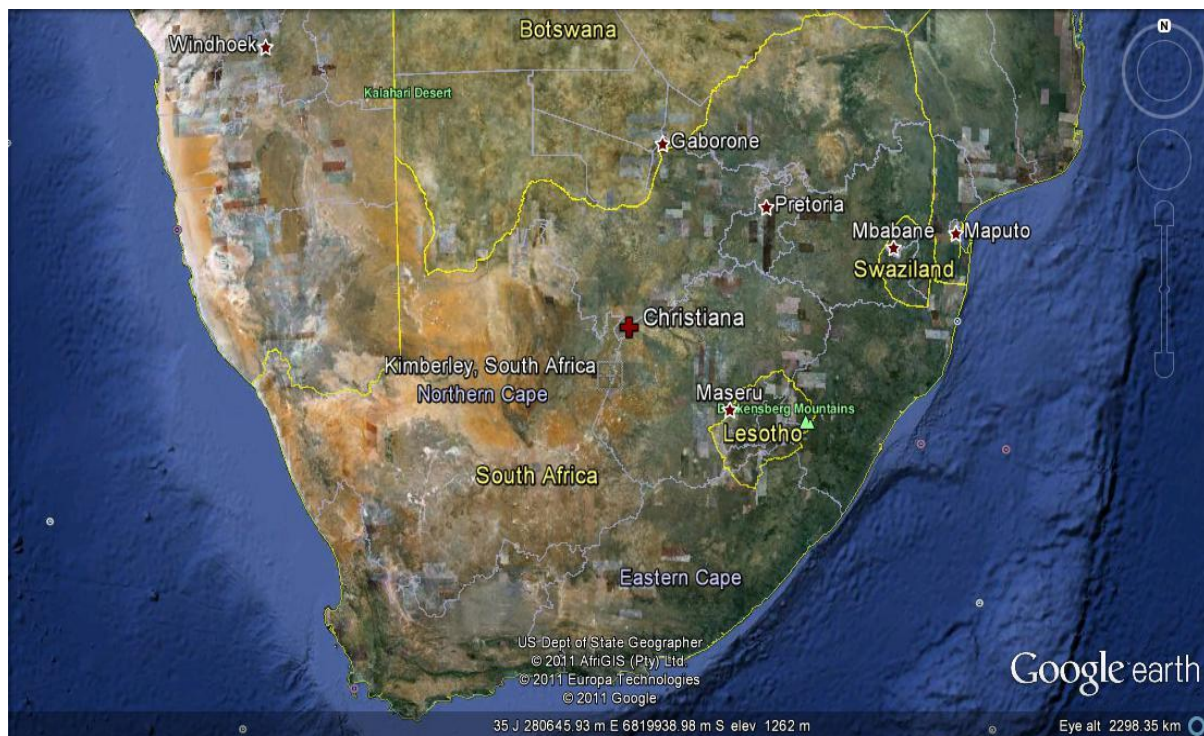 Botswana
Windhoek
N
Kalahari Desert
Gaborone
Pretoria
Mbabane
Maputo
Swaziland
Christiana
Kimberley, South Africa
Northern Cape
Maseru
Mountains
Lesotho
South Africa
Eastern Cape
US Dept of State Geographer
© 2011 AfriGIS (Pty) Ltd.
© 2011 Europa Technologies
© 2011 Google
Google earth
35 J 280645.93 m E 6819938.98 m S elev 1262 m
Eye alt 2298.35 km